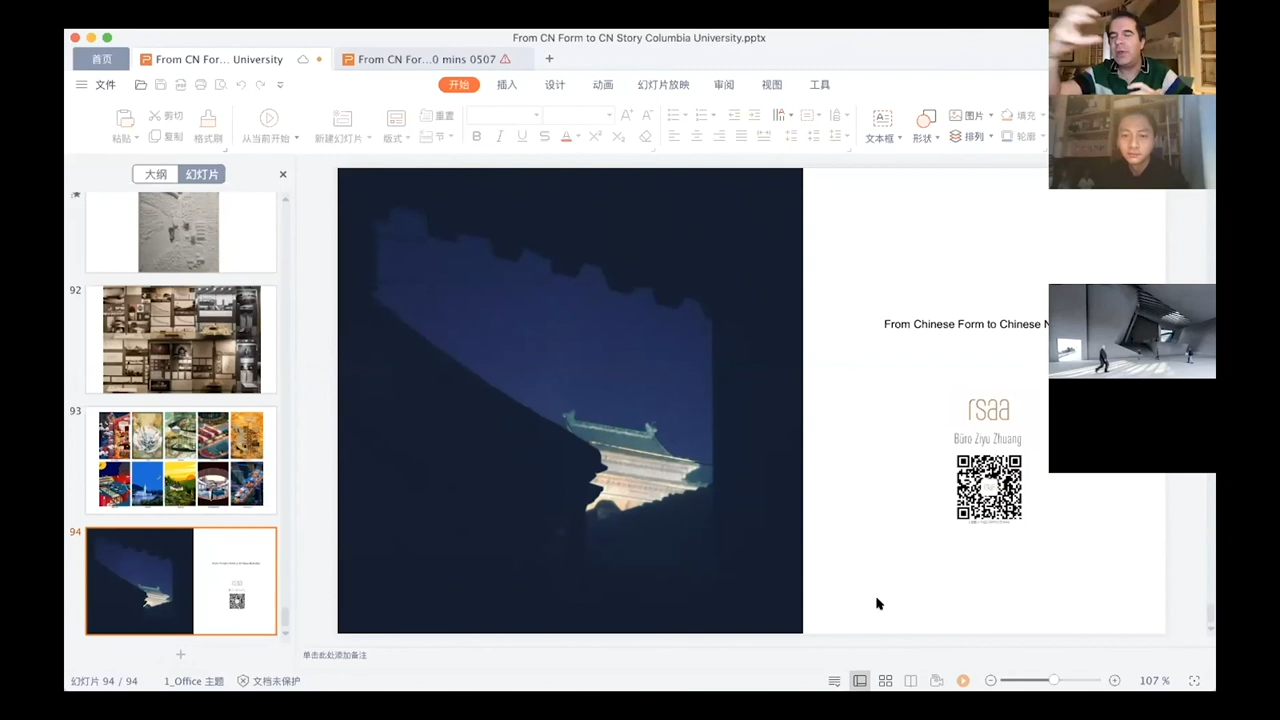 From CN Form to CN Story Columbia University.pptx
首页
From CN For... University
From CN For...0 mins 0507
文件
开始
插入
设计
动画
幻灯片放映
审阅
视图
工具
粘贴
剪切
复制
格式刷
从当前开始
新建幻灯片
版式
重置
节
B I U S A X² X₂
文本框
形状
图片
排列
填充
轮廓
大纲
幻灯片
92
93
94
From Chinese Form to Chinese N
rsaa
Büro Ziyu Zhuang
单击此处添加备注
幻灯片 94 / 94
1_Office 主题
文档未保护
107 %